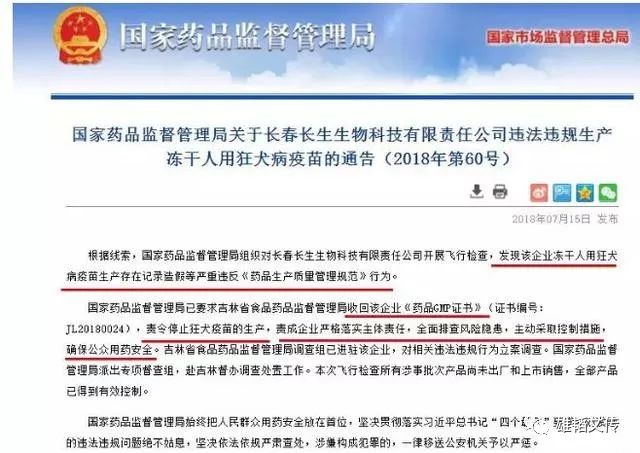 国家药品监督管理局
国家市场监督管理总局
国家药品监督管理局关于长春长生生物科技有限责任公司违法违规生产
冻干人用狂犬病疫苗的通告（2018年第60号）
2018年07月15日 发布
根据线索，国家药品监督管理局组织对长春长生生物科技有限责任公司开展飞行检查，发现该企业冻干人用狂犬
病疫苗生产存在记录造假等严重违反《药品生产质量管理规范》行为。
国家药品监督管理局已要求吉林省食品药品监督管理局收回该企业《药品GMP证书》（证书编号：
JL20180024），责令停止狂犬疫苗的生产，责成企业严格落实主体责任，全面排查风险隐患，主动采取控制措施，
确保公众用药安全。吉林省食品药品监督管理局调查组已进驻该企业，对相关违法违规行为立案调查。国家药品监督
管理局派出专项督查组，赴吉林督办调查处置工作。本次飞行检查所有涉事批次产品尚未出厂和上市销售，全部产品
已得到有效控制。
国家药品监督管理局始终把人民群众用药安全放在首位，坚决贯彻落实习近平总书记“四个
的违法违规问题绝不姑息，坚决依法依规严肃查处，涉嫌构成犯罪的，一律移送公安机关予以严惩。
雄韬文传